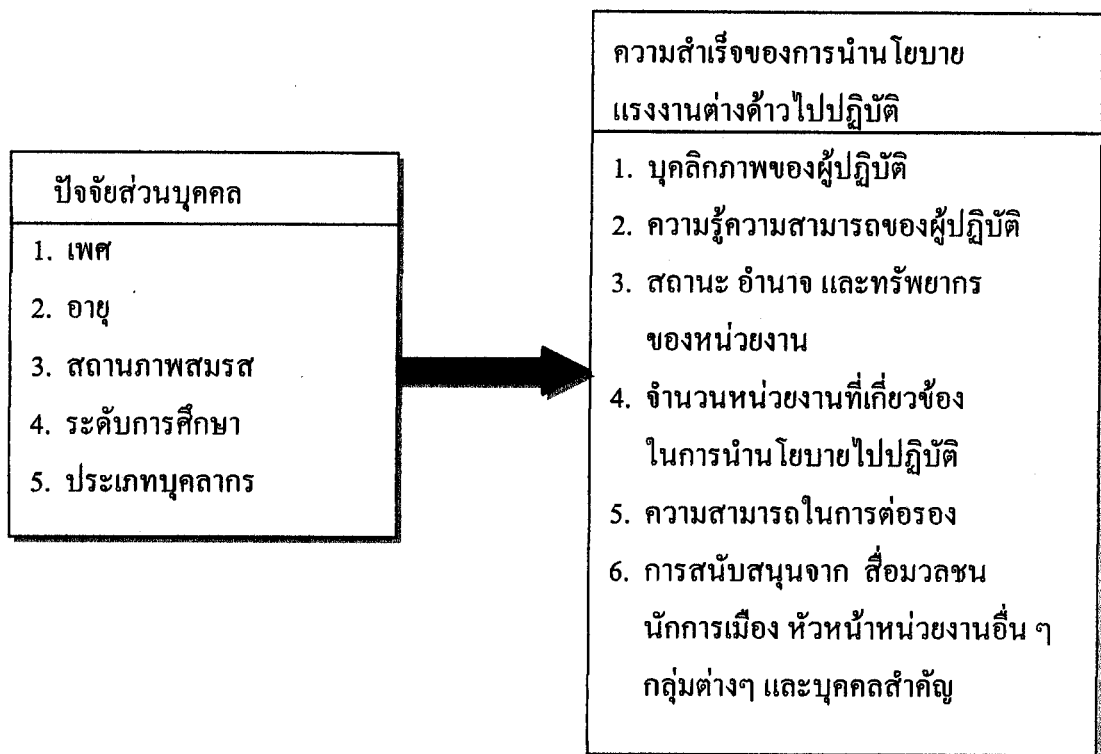 ปัจจัยส่วนบุคคล
1. เพศ
2. อายุ
3. สถานภาพสมรส
4. ระดับการศึกษา
5. ประเภทบุคลากร
ความสำเร็จของการนำนโยบาย
แรงงานต่างด้าวไปปฏิบัติ
1. บุคลิกภาพของผู้ปฏิบัติ
2. ความรู้ความสามารถของผู้ปฏิบัติ
3. สถานะ อำนาจ และทรัพยากร
ของหน่วยงาน
4. จำนวนหน่วยงานที่เกี่ยวข้อง
ในการนำนโยบายไปปฏิบัติ
5. ความสามารถในการต่อรอง
6. การสนับสนุนจาก สื่อมวลชน
นักการเมือง หัวหน้าหน่วยงานอื่น ๆ
กลุ่มต่างๆ และบุคคลสำคัญ